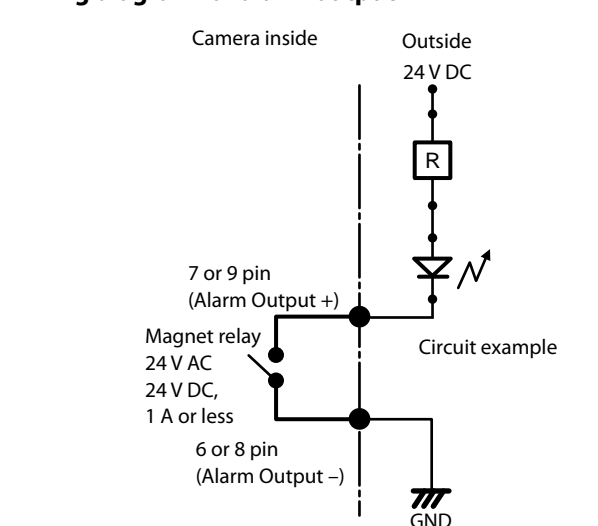 Camera inside
Outside
24 V DC
R
7 or 9 pin
(Alarm Output +)
Magnet relay
24 V AC
24 V DC,
1 A or less
Circuit example
6 or 8 pin
(Alarm Output –)
GND